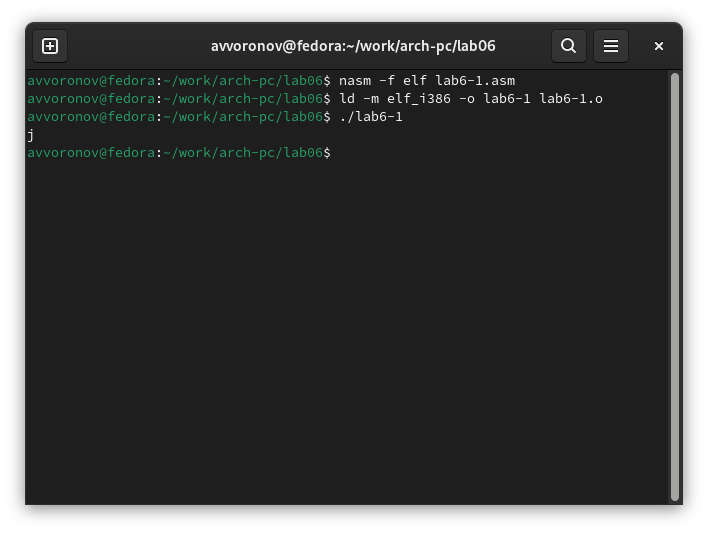 avvoronov@fedora:~/work/arch-pc/lab06
avvoronov@fedora:~/work/arch-pc/lab06$ nasm -f elf lab6-1.asm
avvoronov@fedora:~/work/arch-pc/lab06$ ld -m elf_i386 -o lab6-1 lab6-1.o
avvoronov@fedora:~/work/arch-pc/lab06$ ./lab6-1
j
avvoronov@fedora:~/work/arch-pc/lab06$